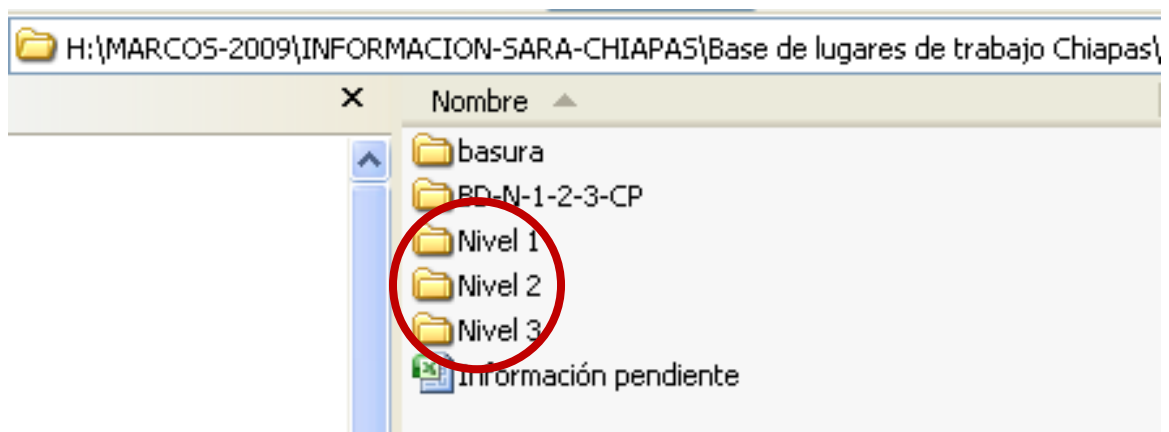 H:\MARCOS-2009\INFORMACION-SARA-CHIAPAS\Base de lugares de trabajo Chiapas\
Nombre
basura
BD-N-1-2-3-CP
Nivel 1
Nivel 2
Nivel 3
Información pendiente